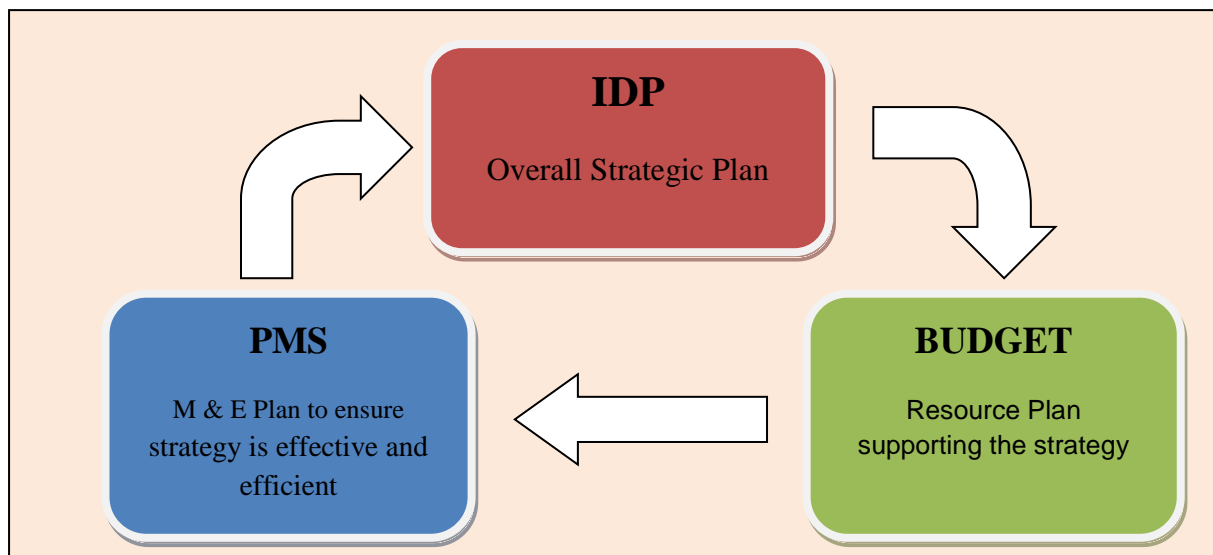 IDP
Overall Strategic Plan
PMS
M & E Plan to ensure
strategy is effective and
efficient
BUDGET
Resource Plan
supporting the strategy